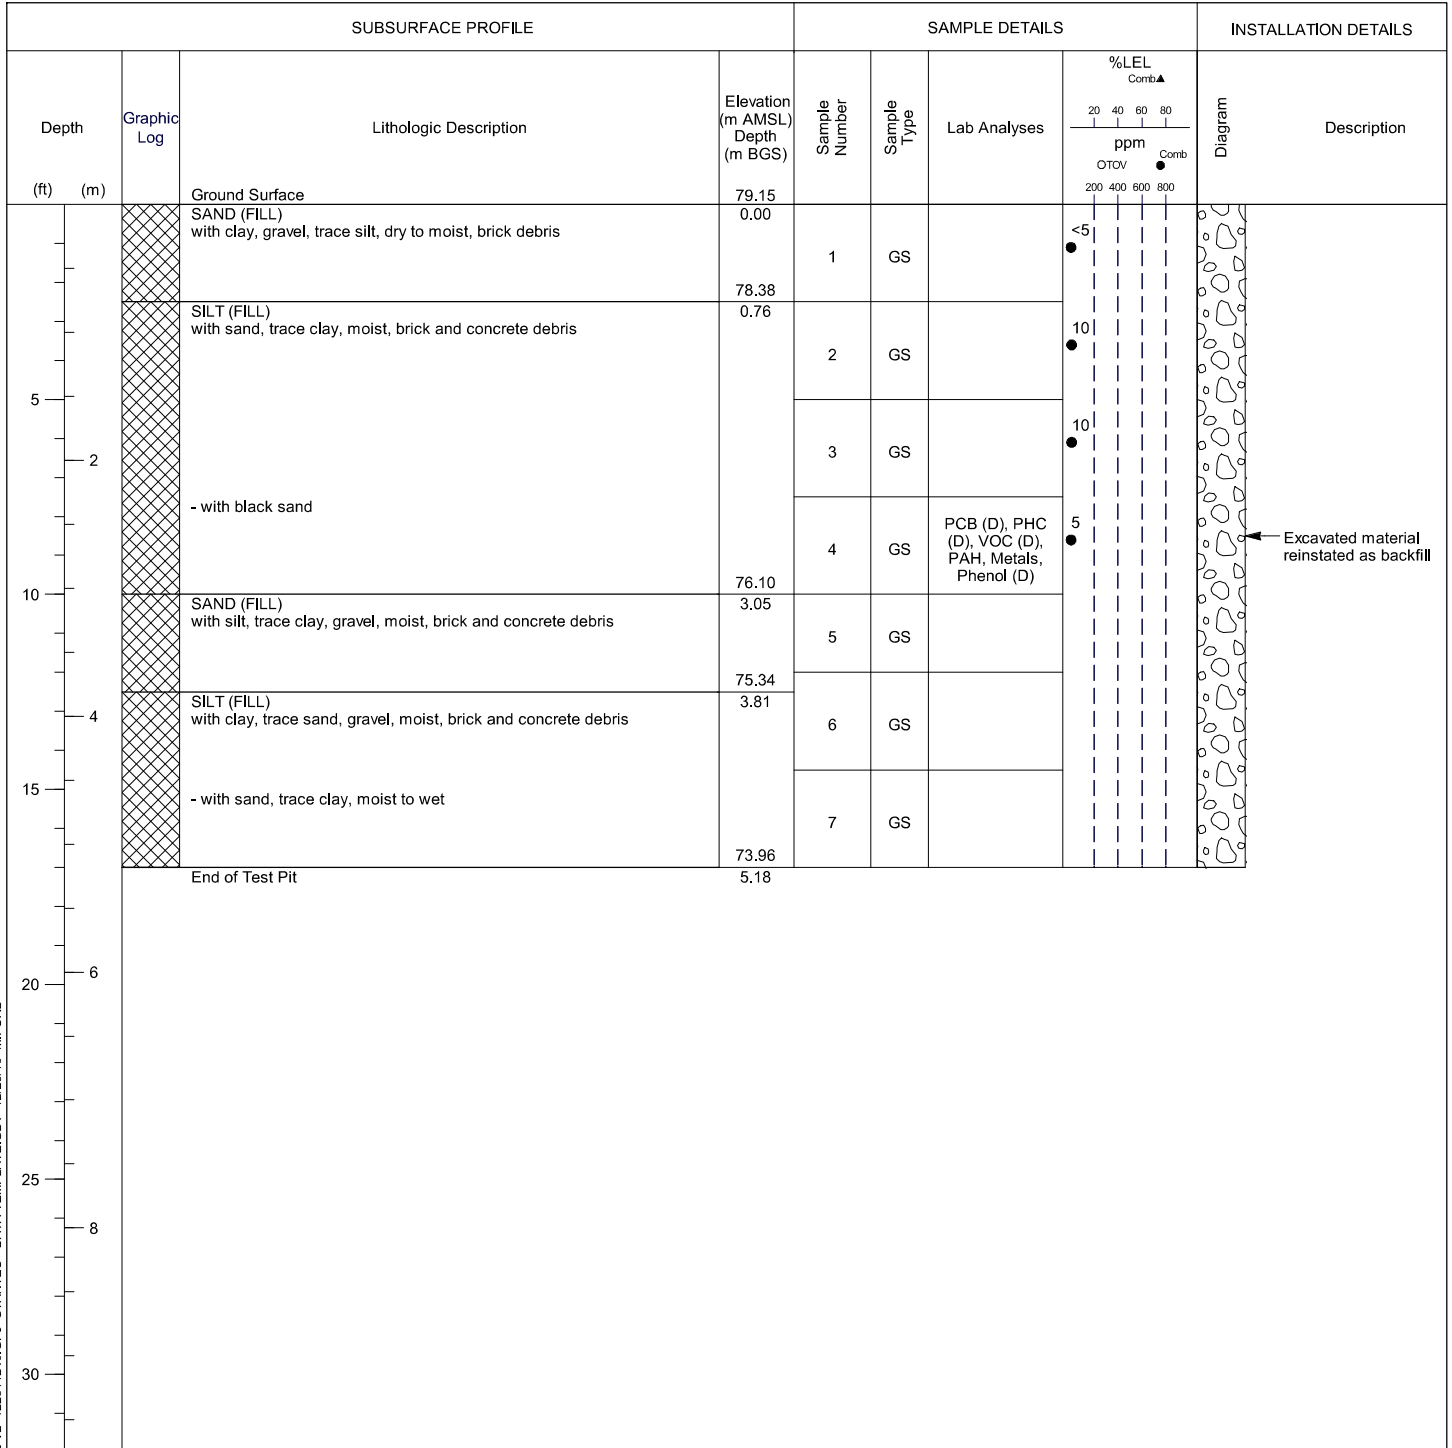 SUBSURFACE PROFILE
SAMPLE DETAILS
INSTALLATION DETAILS
Depth
(ft) (m)
Graphic
Log
Lithologic Description
Elevation
(m AMSL)
Depth
(m BGS)
Sample
Number
Sample
Type
Lab Analyses
%LEL
Comb▲
20 40 60 80
ppm
OTOV ● Comb
200 400 600 800
Diagram
Description
Ground Surface 79.15
SAND (FILL) 0.00
with clay, gravel, trace silt, dry to moist, brick debris
<5
1 GS
78.38
SILT (FILL) 0.76
with sand, trace clay, moist, brick and concrete debris
10
2 GS
5
10
3 GS
2
- with black sand
PCB (D), PHC
(D), VOC (D),
PAH, Metals,
Phenol (D)
5
4 GS
Excavated material
reinstated as backfill
76.10
10
SAND (FILL) 3.05
with silt, trace clay, gravel, moist, brick and concrete debris
5 GS
75.34
SILT (FILL) 3.81
4
with clay, trace sand, gravel, moist, brick and concrete debris
6 GS
15
- with sand, trace clay, moist to wet
7 GS
73.96
End of Test Pit 5.18
6
20
25
8
30